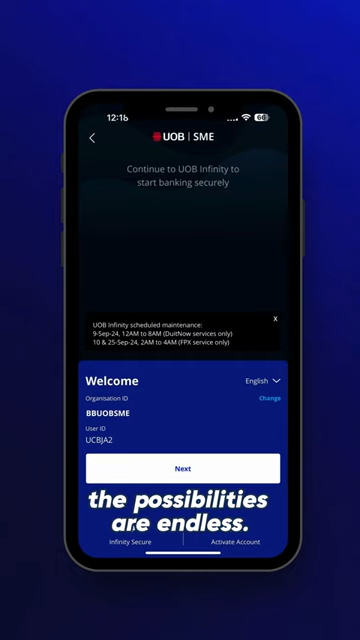 12:18
66
UOB | SME
Continue to UOB Infinity to
start banking securely
X
UOB Infinity scheduled maintenance:
9-Sep-24, 12AM to 8AM (DuitNow services only)
10 & 25-Sep-24, 2AM to 4AM (FPX service only)
Welcome
English
Organisation ID
Change
BBUOBSME
User ID
UCBJA2
Next
the possibilities
are endless.
Infinity Secure
Activate Account